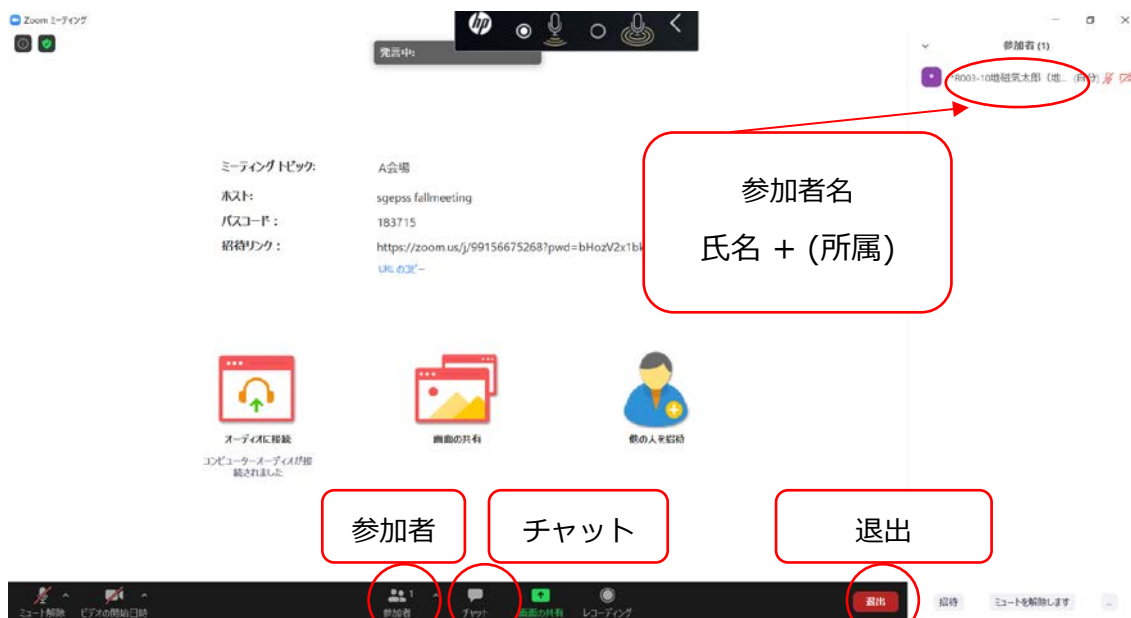 Zoom ミーティング
hp
発言中:
参加者 (1)
*R003-10地磁気太郎（地... (自分)
参加者名
氏名 + (所属)
ミーティング トピック: A会場
ホスト: sgepss fallmeeting
パスコード： 183715
招待リンク： https://zoom.us/j/99156675268?pwd=bHozV2x1bk
URL のコピー
オーディオに接続
画面の共有
他の人を招待
コンピューターオーディオが接
続されました
参加者
チャット
退出
ミュート解除
ビデオの開始日時
1
参加者
チャット
画面の共有
レコーディング
退出
招待
ミュートを解除します
...